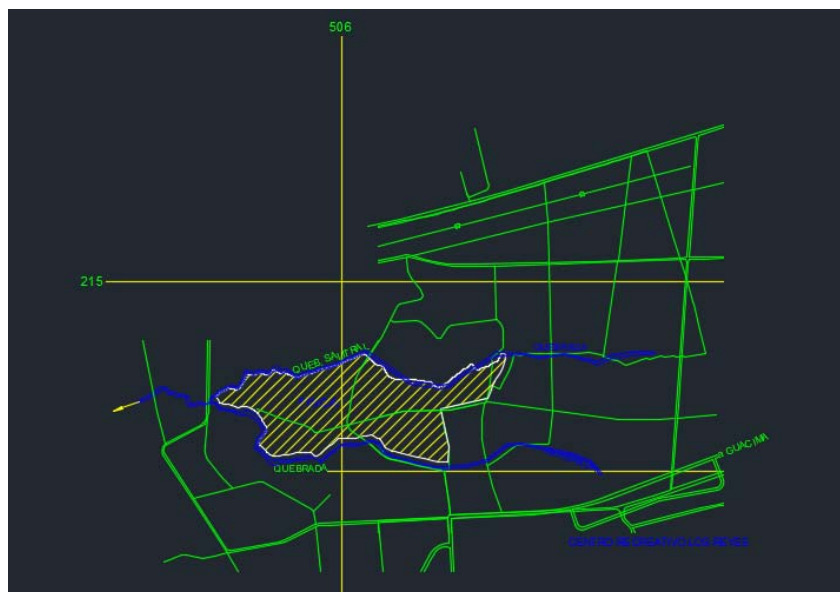 506
215
QUEB. SAUTRAL
QUEBRADA
GUACIMA
CENTRO RECREATIVO LOS REYES